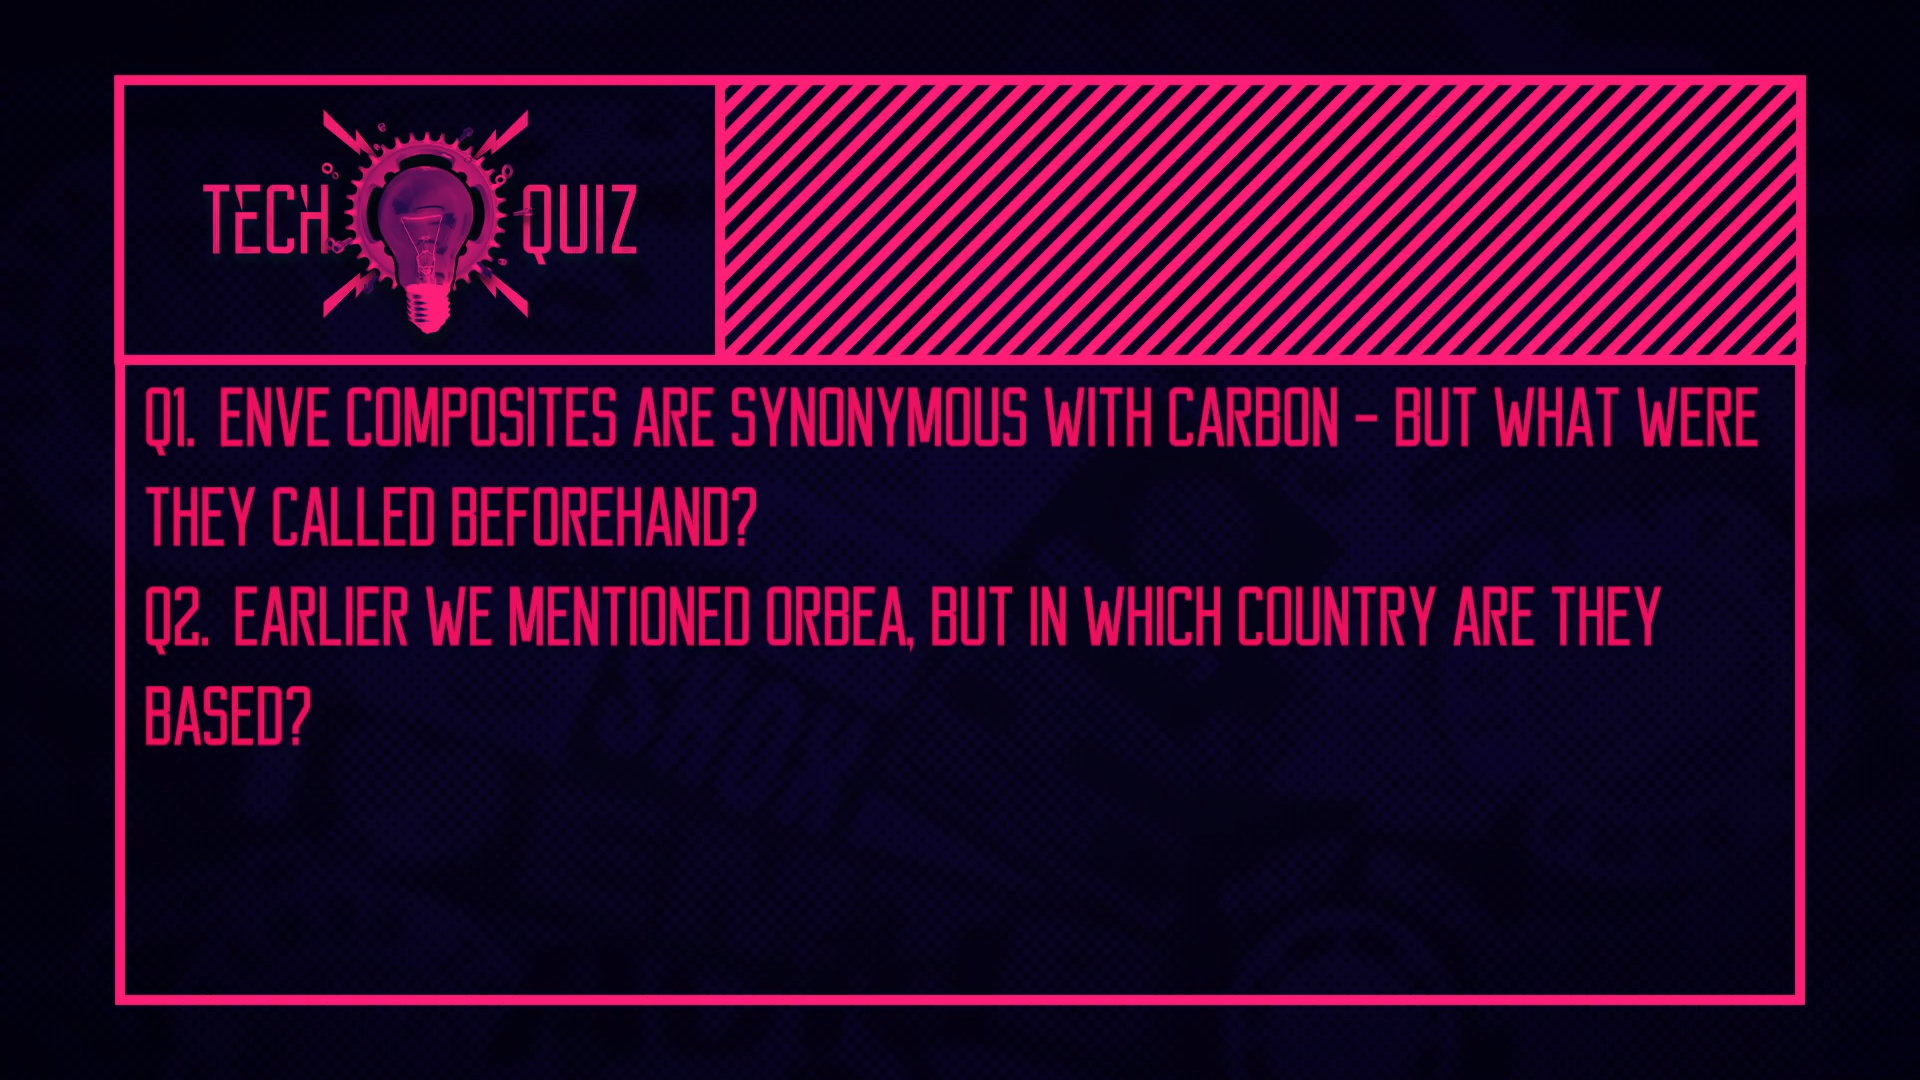 TECH QUIZ
Q1. ENVE COMPOSITES ARE SYNONYMOUS WITH CARBON - BUT WHAT WERE
THEY CALLED BEFOREHAND?
Q2. EARLIER WE MENTIONED ORBEA, BUT IN WHICH COUNTRY ARE THEY
BASED?